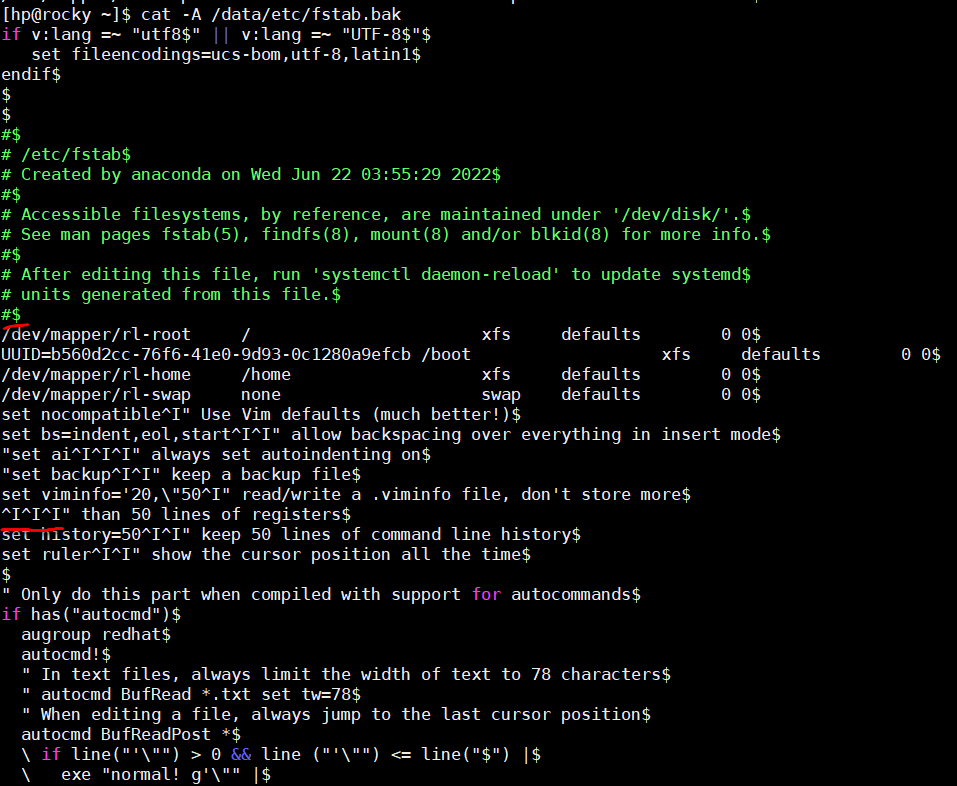 [hp@rocky ~]$ cat -A /data/etc/fstab.bak
if v:lang =~ "utf8$" || v:lang =~ "UTF-8$"$
   set fileencodings=ucs-bom,utf-8,latin1$
endif$
$
$
#$
# /etc/fstab$
# Created by anaconda on Wed Jun 22 03:55:29 2022$
#$
# Accessible filesystems, by reference, are maintained under '/dev/disk/'.$
# See man pages fstab(5), findfs(8), mount(8) and/or blkid(8) for more info.$
#$
# After editing this file, run 'systemctl daemon-reload' to update systemd$
# units generated from this file.$
#$
/dev/mapper/rl-root     /                       xfs     defaults        0 0$
UUID=b560d2cc-76f6-41e0-9d93-0c1280a9efcb /boot                   xfs     defaults        0 0$
/dev/mapper/rl-home     /home                   xfs     defaults        0 0$
/dev/mapper/rl-swap     none                    swap    defaults        0 0$
set nocompatible^I" Use Vim defaults (much better!)$
set bs=indent,eol,start^I^I" allow backspacing over everything in insert mode$
"set ai^I^I^I" always set autoindenting on$
"set backup^I^I" keep a backup file$
set viminfo='20,\"50^I" read/write a .viminfo file, don't store more$
^I^I^I" than 50 lines of registers$
set history=50^I^I" keep 50 lines of command line history$
set ruler^I^I" show the cursor position all the time$
$
" Only do this part when compiled with support for autocommands$
if has("autocmd")$
  augroup redhat$
  autocmd!$
  " In text files, always limit the width of text to 78 characters$
  " autocmd BufRead *.txt set tw=78$
  " When editing a file, always jump to the last cursor position$
  autocmd BufReadPost *$
  \ if line("'\"") > 0 && line ("'\"") <= line("$") |$
  \   exe "normal! g'\"" |$